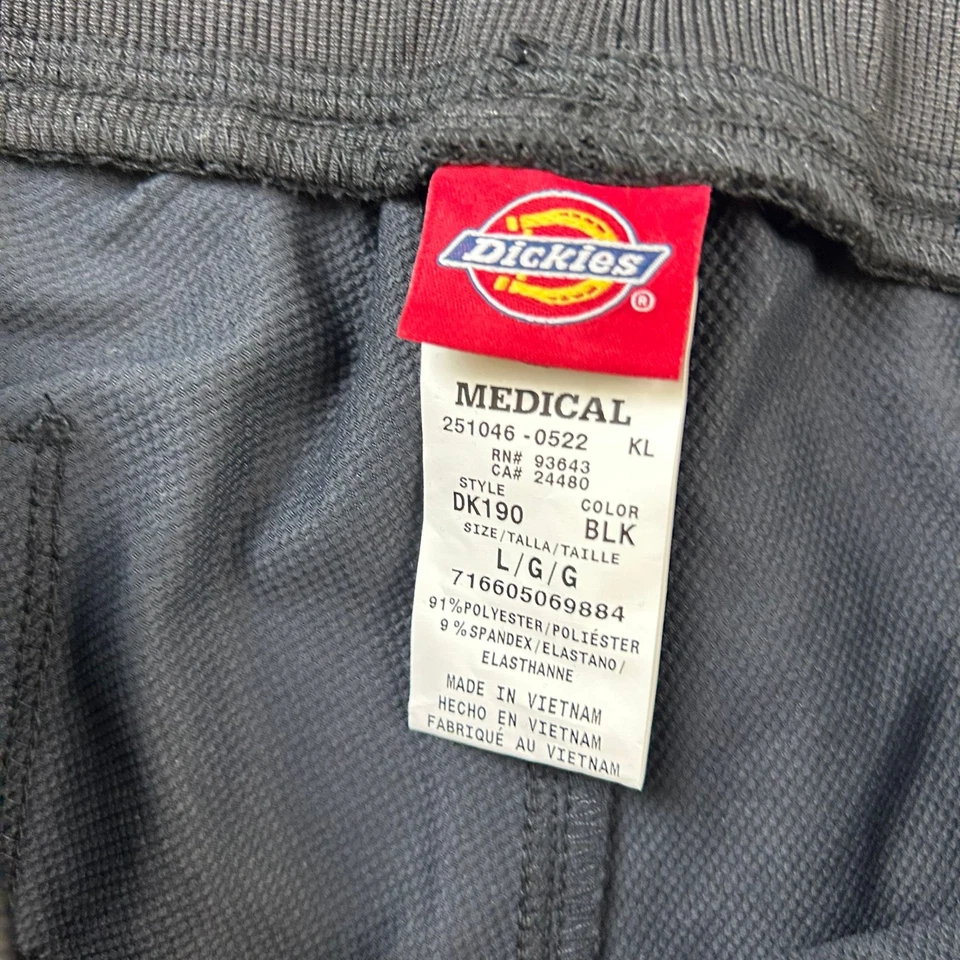 Dickies®
MEDICAL
251046 -0522 KL
RN# 93643
CA# 24480
STYLE COLOR
DK190 BLK
SIZE/TALLA/TAILLE
L/G/G
716605069884
91%POLYESTER/POLIÉSTER
9%SPANDEX/ELASTANO/
ELASTHANNE
MADE IN VIETNAM
HECHO EN VIETNAM
FABRIQUÉ AU VIETNAM